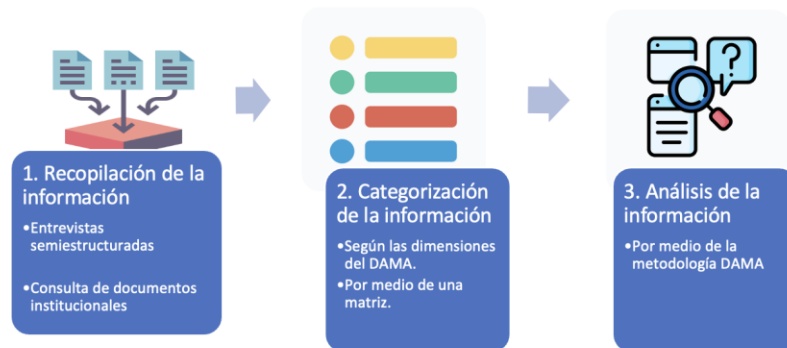 1. Recopilación de la
información
•Entrevistas
semiestructuradas
•Consulta de documentos
institucionales
2. Categorización
de la información
•Según las dimensiones
del DAMA.
•Por medio de una
matriz.
?
3. Análisis de la
información
•Por medio de la
metodología DAMA